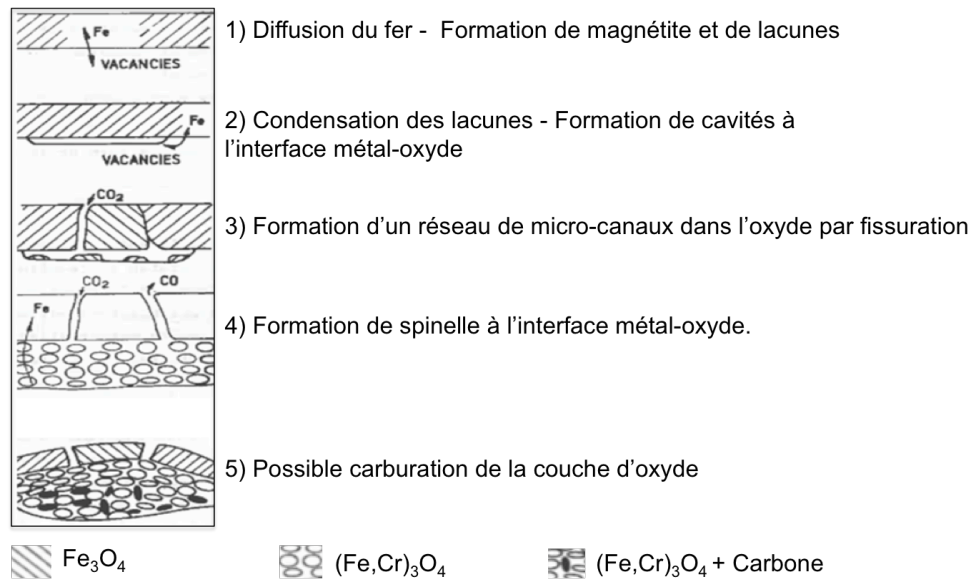 Fe
VACANCIES
1) Diffusion du fer - Formation de magnétite et de lacunes
Fe
VACANCIES
2) Condensation des lacunes - Formation de cavités à
l’interface métal-oxyde
CO2
3) Formation d’un réseau de micro-canaux dans l’oxyde par fissuration
Fe
CO2
CO
4) Formation de spinelle à l’interface métal-oxyde.
5) Possible carburation de la couche d’oxyde
Fe3O4
(Fe,Cr)3O4
(Fe,Cr)3O4 + Carbone